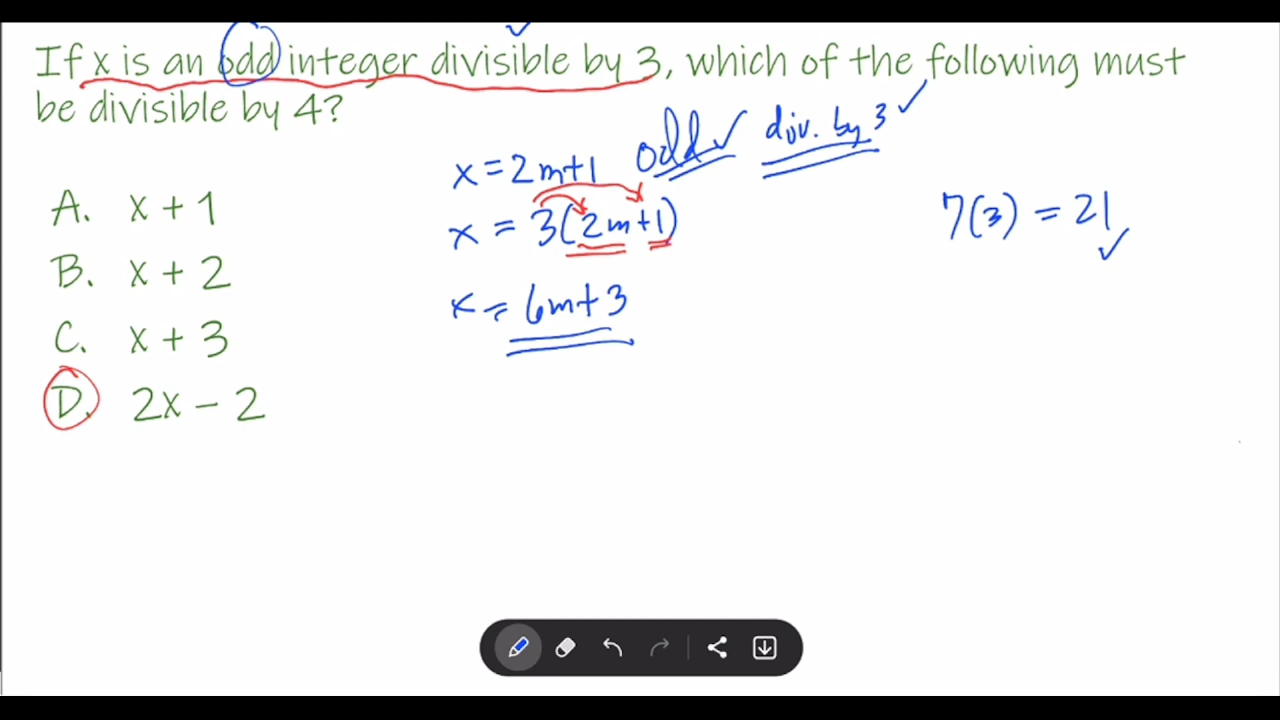 If x is an odd integer divisible by 3, which of the following must
be divisible by 4?
x = 2m+1 odd ✓ div. by 3 ✓
A. x + 1
x = 3(2m+1)
7(3) = 21 ✓
B. x + 2
x = 6m+3
C. x + 3
D. 2x − 2